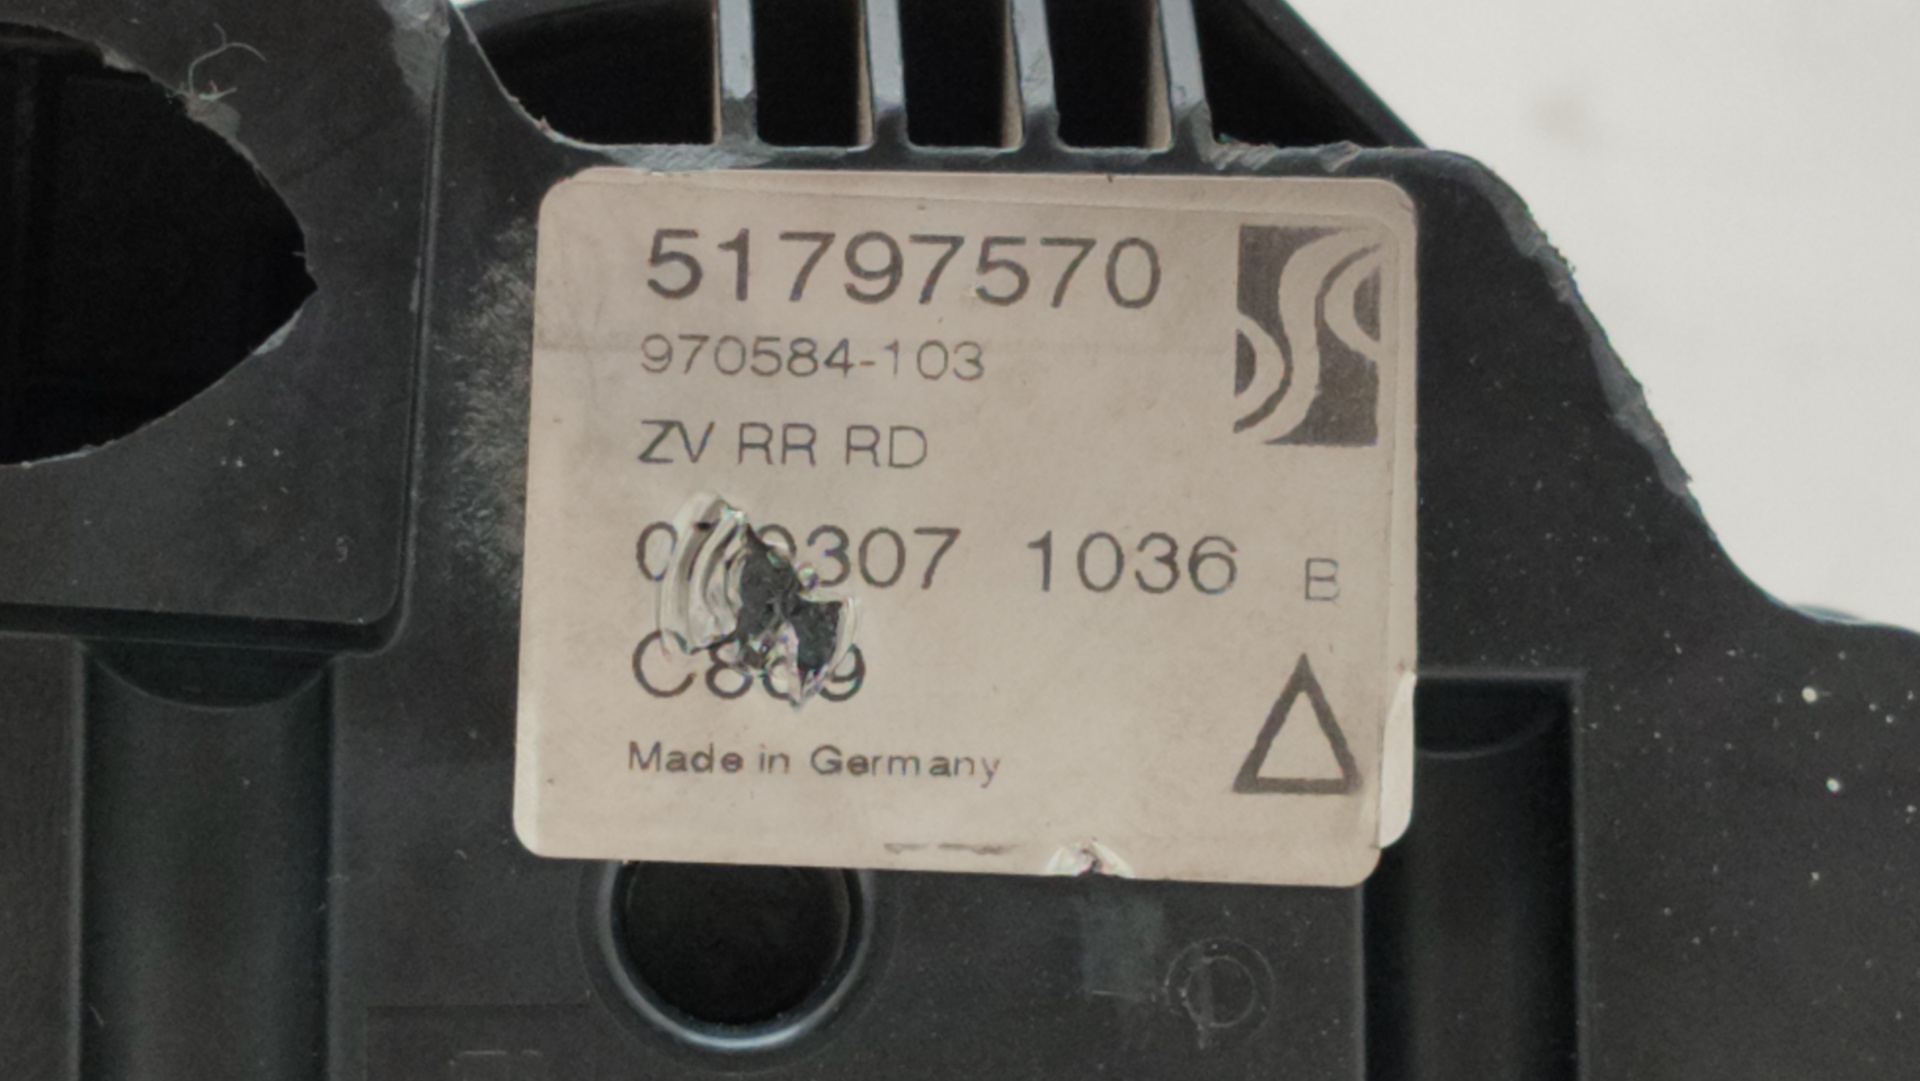 51797570
970584-103
ZV RR RD
1036 B
Made in Germany